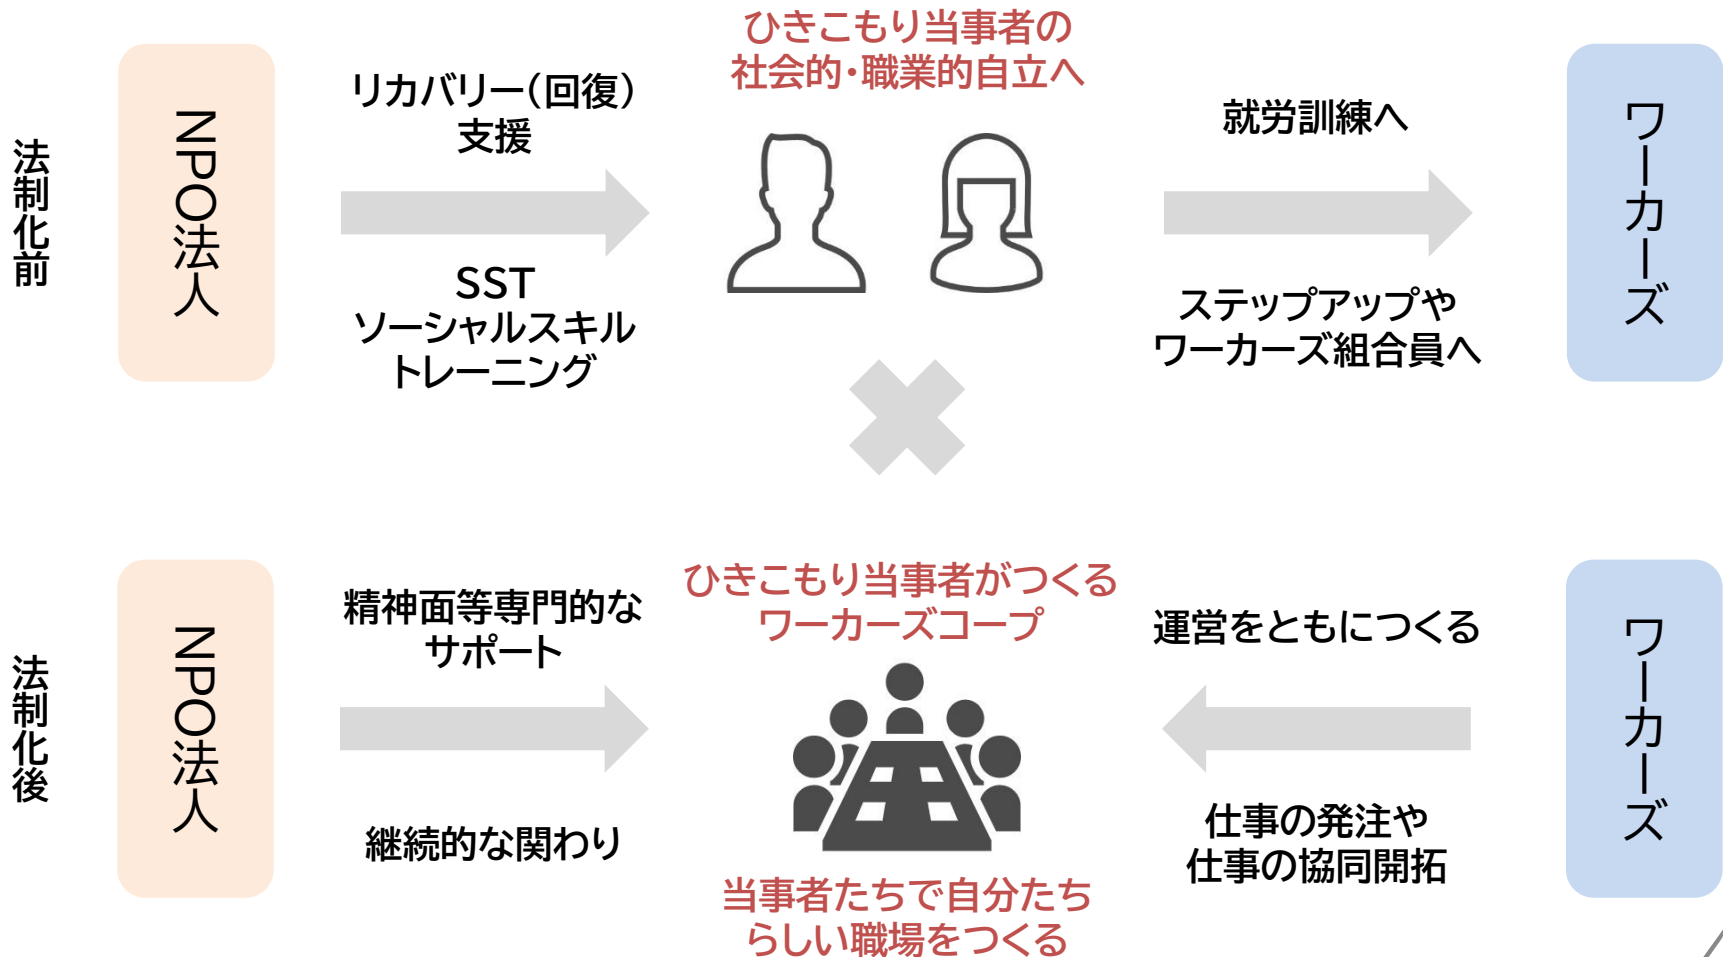 法制化前
NPO法人
リカバリー（回復）
支援
SST
ソーシャルスキル
トレーニング
ひきこもり当事者の
社会的・職業的自立へ
就労訓練へ
ステップアップや
ワーカーズ組合員へ
ワーカーズ
法制化後
NPO法人
精神面等専門的な
サポート
継続的な関わり
ひきこもり当事者がつくる
ワーカーズコープ
当事者たちで自分たち
らしい職場をつくる
運営をともにつくる
仕事の発注や
仕事の協同開拓
ワーカーズ